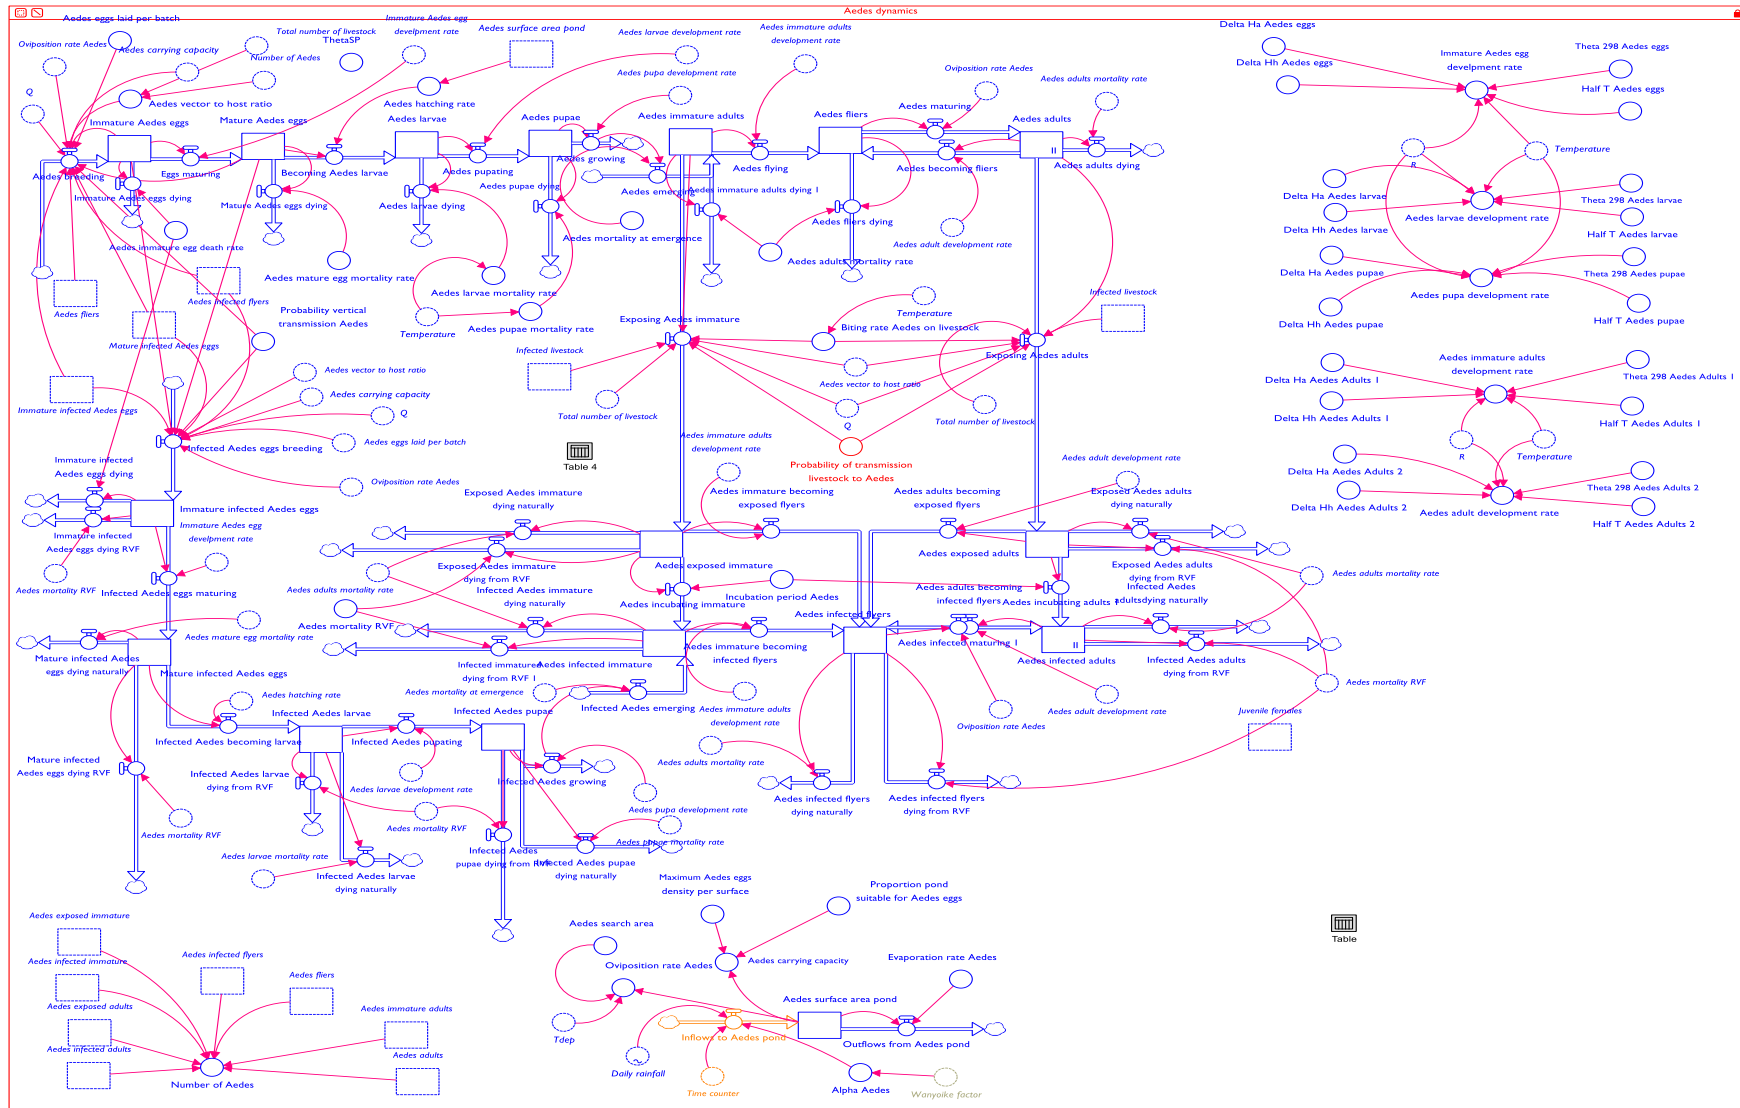 Aedes dynamics
Aedes eggs laid per batch
Oviposition rate Aedes
Aedes carrying capacity
Total number of livestock
ThetaSP
Number of Aedes
Immature Aedes egg
develpment rate
Aedes surface area pond
Aedes larvae development rate
Aedes immature adults
development rate
Aedes pupa development rate
Oviposition rate Aedes
Aedes adults mortality rate
Q
Aedes vector to host ratio
Aedes hatching rate
Immature Aedes eggs
Mature Aedes eggs
Aedes larvae
Aedes pupae
Aedes immature adults
Aedes fliers
Aedes maturing
Aedes adults
Aedes breeding
Eggs maturing
Becoming Aedes larvae
Aedes pupating
Aedes growing
Aedes emerging
Aedes flying
Aedes becoming fliers
Aedes adults dying
Immature Aedes eggs dying
Mature Aedes eggs dying
Aedes larvae dying
Aedes pupae dying
Aedes immature adults dying 1
Aedes fliers dying
Aedes immature egg death rate
Aedes mature egg mortality rate
Aedes larvae mortality rate
Aedes mortality at emergence
Aedes adults mortality rate
Aedes adult development rate
Aedes fliers
Aedes infected flyers
Probability vertical
transmission Aedes
Mature infected Aedes eggs
Temperature
Aedes pupae mortality rate
Exposing Aedes immature
Temperature
Biting rate Aedes on livestock
Infected livestock
Exposing Aedes adults
Infected livestock
Total number of livestock
Aedes vector to host ratio
Q
Total number of livestock
Probability of transmission
livestock to Aedes
Immature infected Aedes eggs
Aedes vector to host ratio
Aedes carrying capacity
Q
Aedes eggs laid per batch
Infected Aedes eggs breeding
Oviposition rate Aedes
Table 4
Immature infected
Aedes eggs dying
Immature infected Aedes eggs
Immature infected
Aedes eggs dying RVF
Immature Aedes egg
develpment rate
Aedes mortality RVF
Infected Aedes eggs maturing
Aedes mature egg mortality rate
Mature infected Aedes
eggs dying naturally
Mature infected Aedes eggs
Aedes immature adults
development rate
Exposed Aedes immature
dying naturally
Aedes immature becoming
exposed flyers
Aedes adults becoming
exposed flyers
Aedes adult development rate
Exposed Aedes adults
dying naturally
Exposed Aedes immature
dying from RVF
Aedes exposed immature
Aedes exposed adults
Exposed Aedes adults
dying from RVF
Aedes adults mortality rate
Aedes adults mortality rate
Infected Aedes immature
dying naturally
Aedes incubating immature
Incubation period Aedes
Aedes adults becoming
infected flyers
Aedes incubating adults 1
Infected Aedes
adultsdying naturally
Aedes mortality RVF
Aedes infected flyers
Infected immature
dying from RVF 1
Aedes infected immature
Aedes immature becoming
infected flyers
Aedes infected maturing 1
Aedes infected adults
Infected Aedes adults
dying from RVF
Aedes mortality RVF
Aedes mortality at emergence
Infected Aedes emerging
Aedes immature adults
development rate
Oviposition rate Aedes
Aedes adult development rate
Juvenile females
Aedes hatching rate
Infected Aedes larvae
Infected Aedes pupae
Infected Aedes becoming larvae
Infected Aedes pupating
Infected Aedes growing
Aedes adults mortality rate
Aedes infected flyers
dying naturally
Aedes infected flyers
dying from RVF
Mature infected
Aedes eggs dying RVF
Infected Aedes larvae
dying from RVF
Aedes larvae development rate
Aedes mortality RVF
Aedes mortality RVF
Aedes pupa development rate
Aedes pupae mortality rate
Aedes larvae mortality rate
Infected Aedes larvae
dying naturally
Infected Aedes
pupae dying from RVF
Infected Aedes pupae
dying naturally
Delta Ha Aedes eggs
Delta Hh Aedes eggs
Immature Aedes egg
develpment rate
Theta 298 Aedes eggs
Half T Aedes eggs
R
Temperature
Delta Ha Aedes larvae
Delta Hh Aedes larvae
Aedes larvae development rate
Theta 298 Aedes larvae
Half T Aedes larvae
Delta Ha Aedes pupae
Delta Hh Aedes pupae
Aedes pupa development rate
Theta 298 Aedes pupae
Half T Aedes pupae
Delta Ha Aedes Adults 1
Delta Hh Aedes Adults 1
Aedes immature adults
development rate
Theta 298 Aedes Adults 1
Half T Aedes Adults 1
R
Temperature
Delta Ha Aedes Adults 2
Delta Hh Aedes Adults 2
Aedes adult development rate
Theta 298 Aedes Adults 2
Half T Aedes Adults 2
Table
Aedes exposed immature
Aedes infected immature
Aedes exposed adults
Aedes infected adults
Aedes infected flyers
Aedes fliers
Aedes immature adults
Aedes adults
Number of Aedes
Maximum Aedes eggs
density per surface
Proportion pond
suitable for Aedes eggs
Aedes search area
Oviposition rate Aedes
Aedes carrying capacity
Evaporation rate Aedes
Aedes surface area pond
Tdep
Inflows to Aedes pond
Outflows from Aedes pond
Daily rainfall
Time counter
Alpha Aedes
Wanyoike factor